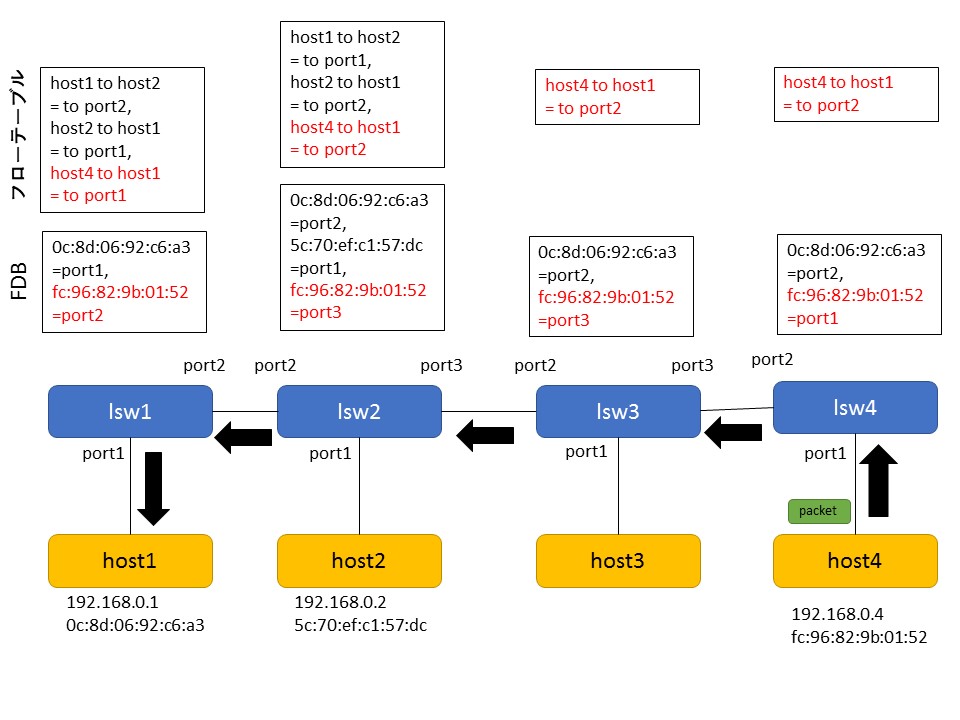 フローテーブル
host1 to host2
= to port2,
host2 to host1
= to port1,
host4 to host1
= to port1
host1 to host2
= to port1,
host2 to host1
= to port2,
host4 to host1
= to port2
host4 to host1
= to port2
host4 to host1
= to port2
FDB
0c:8d:06:92:c6:a3
=port1,
fc:96:82:9b:01:52
=port2
0c:8d:06:92:c6:a3
=port2,
5c:70:ef:c1:57:dc
=port1,
fc:96:82:9b:01:52
=port3
0c:8d:06:92:c6:a3
=port2,
fc:96:82:9b:01:52
=port3
0c:8d:06:92:c6:a3
=port2,
fc:96:82:9b:01:52
=port1
port2
port2
port3
port2
port3
port2
lsw1
lsw2
lsw3
lsw4
port1
port1
port1
port1
packet
host1
host2
host3
host4
192.168.0.1
0c:8d:06:92:c6:a3
192.168.0.2
5c:70:ef:c1:57:dc
192.168.0.4
fc:96:82:9b:01:52